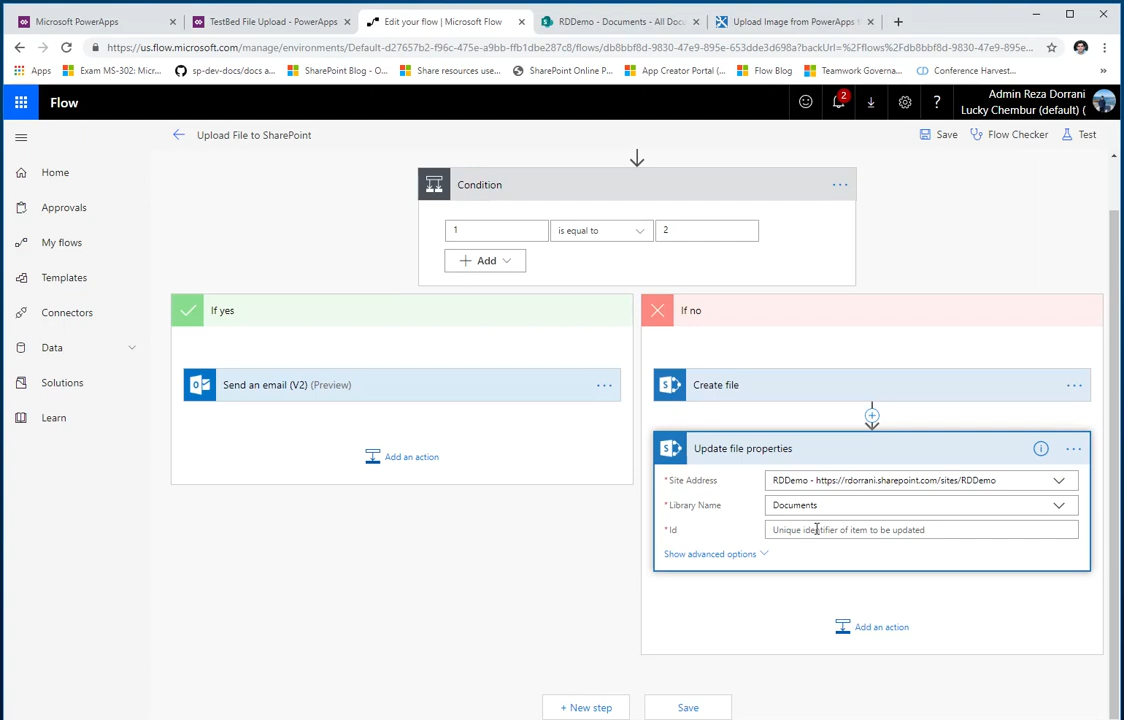 Microsoft PowerApps
TestBed File Upload - PowerApps
Edit your flow | Microsoft Flow
RDDemo - Documents - All Doc
Upload Image from PowerApps
https://us.flow.microsoft.com/manage/environments/Default-d27657b2-f96c-475e-a9bb-ffb1dbe287c8/flows/db8bbf8d-9830-47e9-895e-653dde3d6768a?backUrl=%2Fflows%2Fdb8bbf8d-9830-47e9-895e-653d...
Apps
Exam MS-302: Micr...
sp-dev-docs/docs a...
SharePoint Blog - O...
Share resources use...
SharePoint Online P...
App Creator Portal (...
Flow Blog
Teamwork Governa...
Conference Harvest...
»
Flow
2
?
Admin Reza Dorrani
Lucky Chembur (default) (
Upload File to SharePoint
Save
Flow Checker
Test
Home
Approvals
My flows
Templates
Connectors
Data
Solutions
Learn
Condition
...
1
is equal to
2
Add
If yes
If no
Send an email (V2) (Preview)
...
Add an action
Create file
...
Update file properties
...
* Site Address
RDDemo - https://rdorrani.sharepoint.com/sites/RDDemo
* Library Name
Documents
* Id
Unique identifier of item to be updated
Show advanced options
Add an action
+ New step
Save